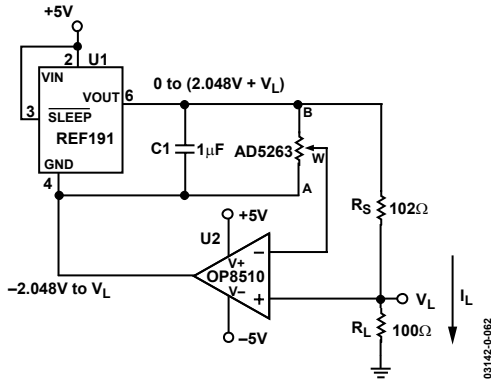 +5V
2
U1
VIN
0 to (2.048V + VL)
VOUT
6
B
3
SLEEP
REF191
C1
1µF
AD5263
W
GND
4
A
RS
102Ω
+5V
U2
V+
−
OP8510
−2.048V to VL
V−
+
VL
IL
RL
100Ω
−5V
03142-0-062